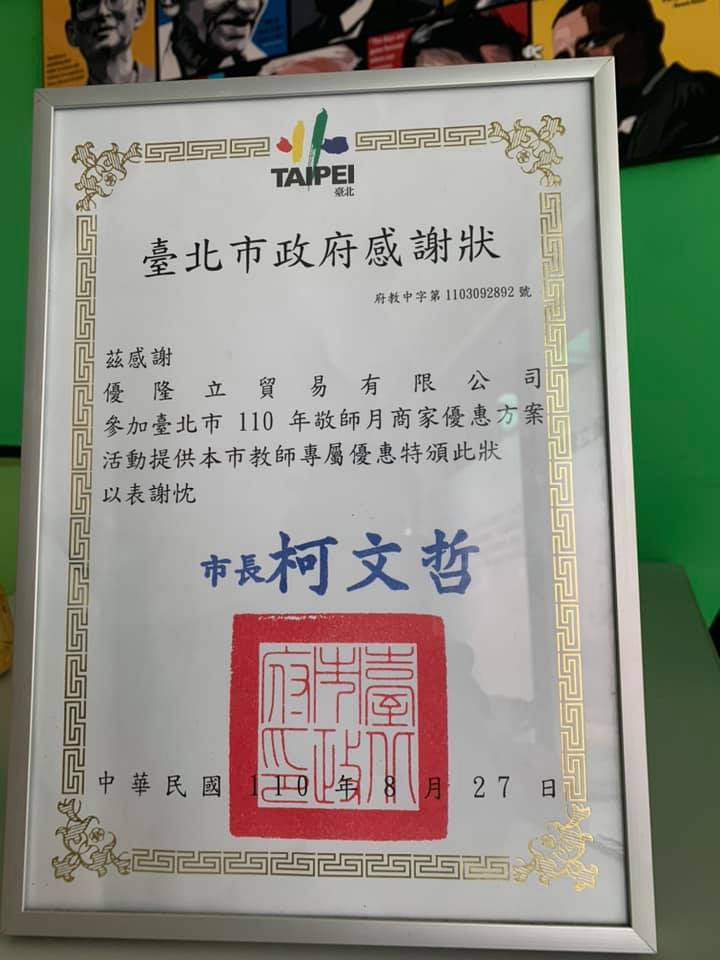 TAIPEI
臺北
臺北市政府感謝狀
府教中字第1103092892號
茲感謝
優隆立貿易有限公司
參加臺北市110年敬師月商家優惠方案
活動提供本市教師專屬優惠特頒此狀
以表謝忱
市長柯文哲
臺北市政府印
中華民國110年8月27日